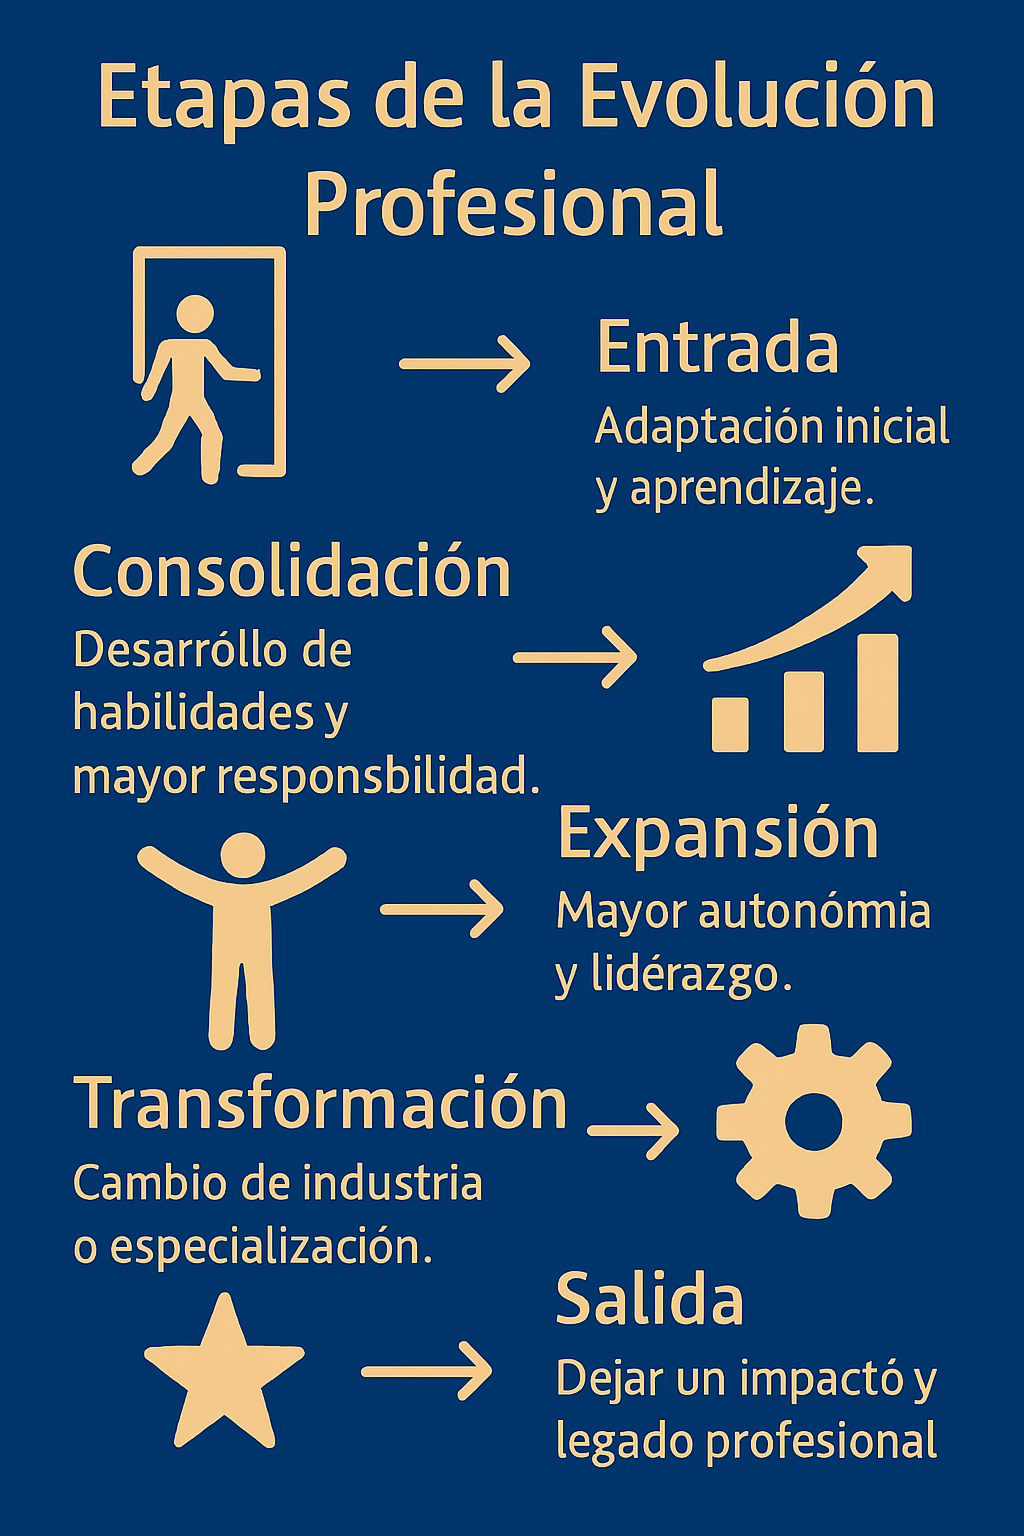 Etapas de la Evolución
Profesional
Entrada
Adaptación inicial
y aprendizaje.
Consolidación
Desarróllo de
habilidades y
mayor responsbilidad.
Expansión
Mayor autonómia
y lidérazgo.
Transformación
Cambio de industria
o especialización.
Salida
Dejar un impactó y
legado profesional